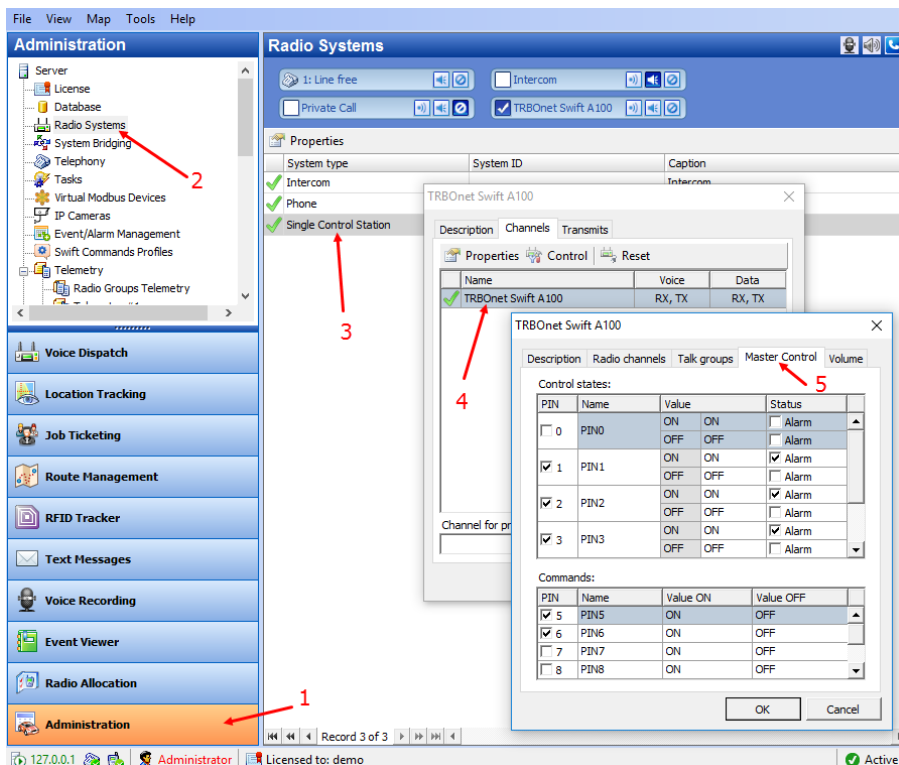 File View Map Tools Help
Administration
Radio Systems
Server
License
Database
Radio Systems
System Bridging
Telephony
Tasks
Virtual Modbus Devices
IP Cameras
Event/Alarm Management
Swift Commands Profiles
Telemetry
Radio Groups Telemetry
2
Voice Dispatch
Location Tracking
Job Ticketing
Route Management
RFID Tracker
Text Messages
Voice Recording
Event Viewer
Radio Allocation
Administration
1
1: Line free
Intercom
Private Call
TRBOnet Swift A100
Properties
System type System ID Caption
Intercom Intercom
Phone
Single Control Station
3
TRBOnet Swift A100
Description Channels Transmits
Properties Control Reset
Name Voice Data
TRBOnet Swift A100 RX, TX RX, TX
4
Channel for pr
TRBOnet Swift A100
Description Radio channels Talk groups Master Control Volume
5
Control states:
PIN Name Value Status
0 PIN0 ON ON Alarm
OFF OFF Alarm
1 PIN1 ON ON Alarm
OFF OFF Alarm
2 PIN2 ON ON Alarm
OFF OFF Alarm
3 PIN3 ON ON Alarm
OFF OFF Alarm
Commands:
PIN Name Value ON Value OFF
5 PIN5 ON OFF
6 PIN6 ON OFF
7 PIN7 ON OFF
8 PIN8 ON OFF
OK Cancel
Record 3 of 3
127.0.0.1 Administrator Licensed to: demo Active